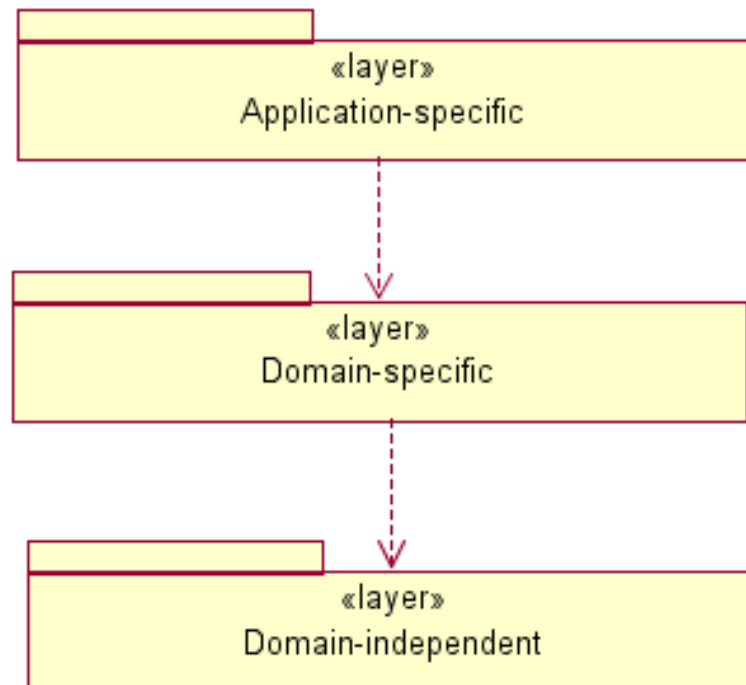 «layer»
Application-specific
«layer»
Domain-specific
«layer»
Domain-independent